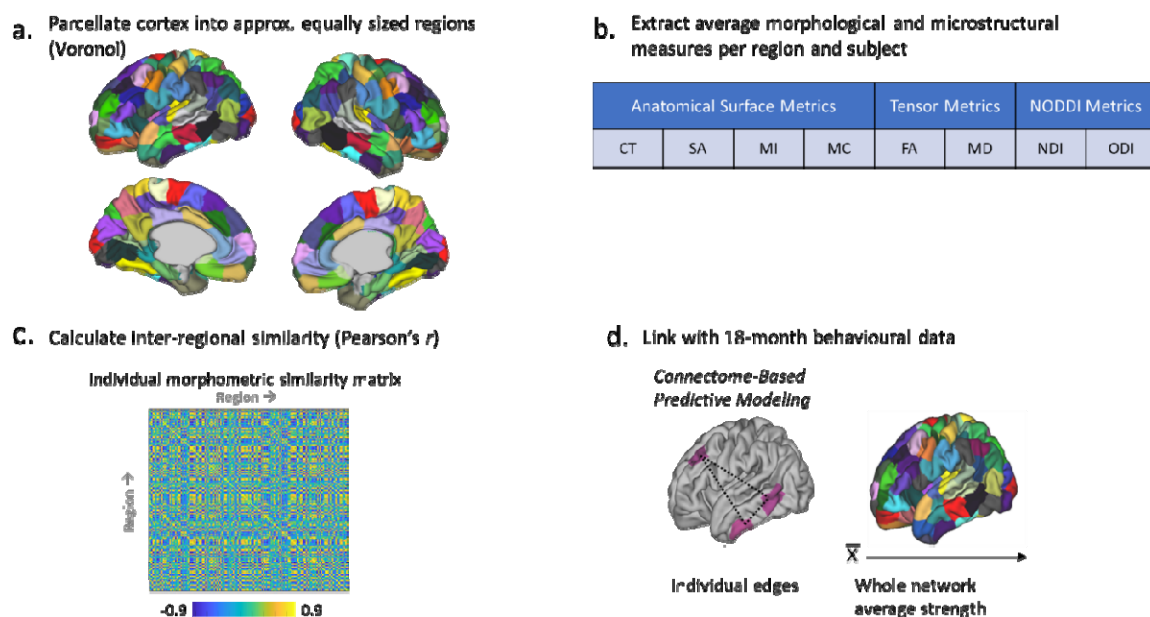 a. Parcellate cortex into approx. equally sized regions
(Voronoi)
b. Extract average morphological and microstructural
measures per region and subject
Anatomical Surface Metrics Tensor Metrics NODDI Metrics
CT SA MI MC FA MD NDI ODI
c. Calculate inter-regional similarity (Pearson's r)
Individual morphometric similarity matrix
Region →
Region →
-0.9 0.9
d. Link with 18-month behavioural data
Connectome-Based
Predictive Modeling
X̅
Individual edges
Whole network
average strength